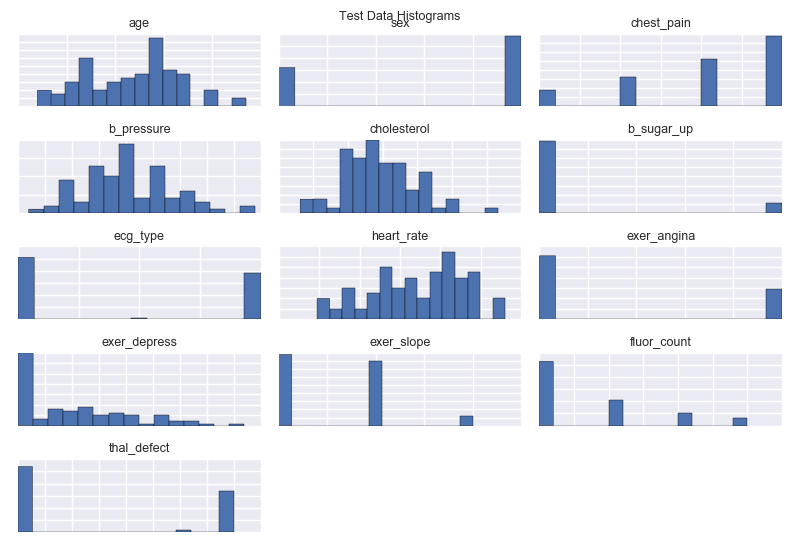 Test Data Histograms
age
sex
chest_pain
b_pressure
cholesterol
b_sugar_up
ecg_type
heart_rate
exer_angina
exer_depress
exer_slope
fluor_count
thal_defect